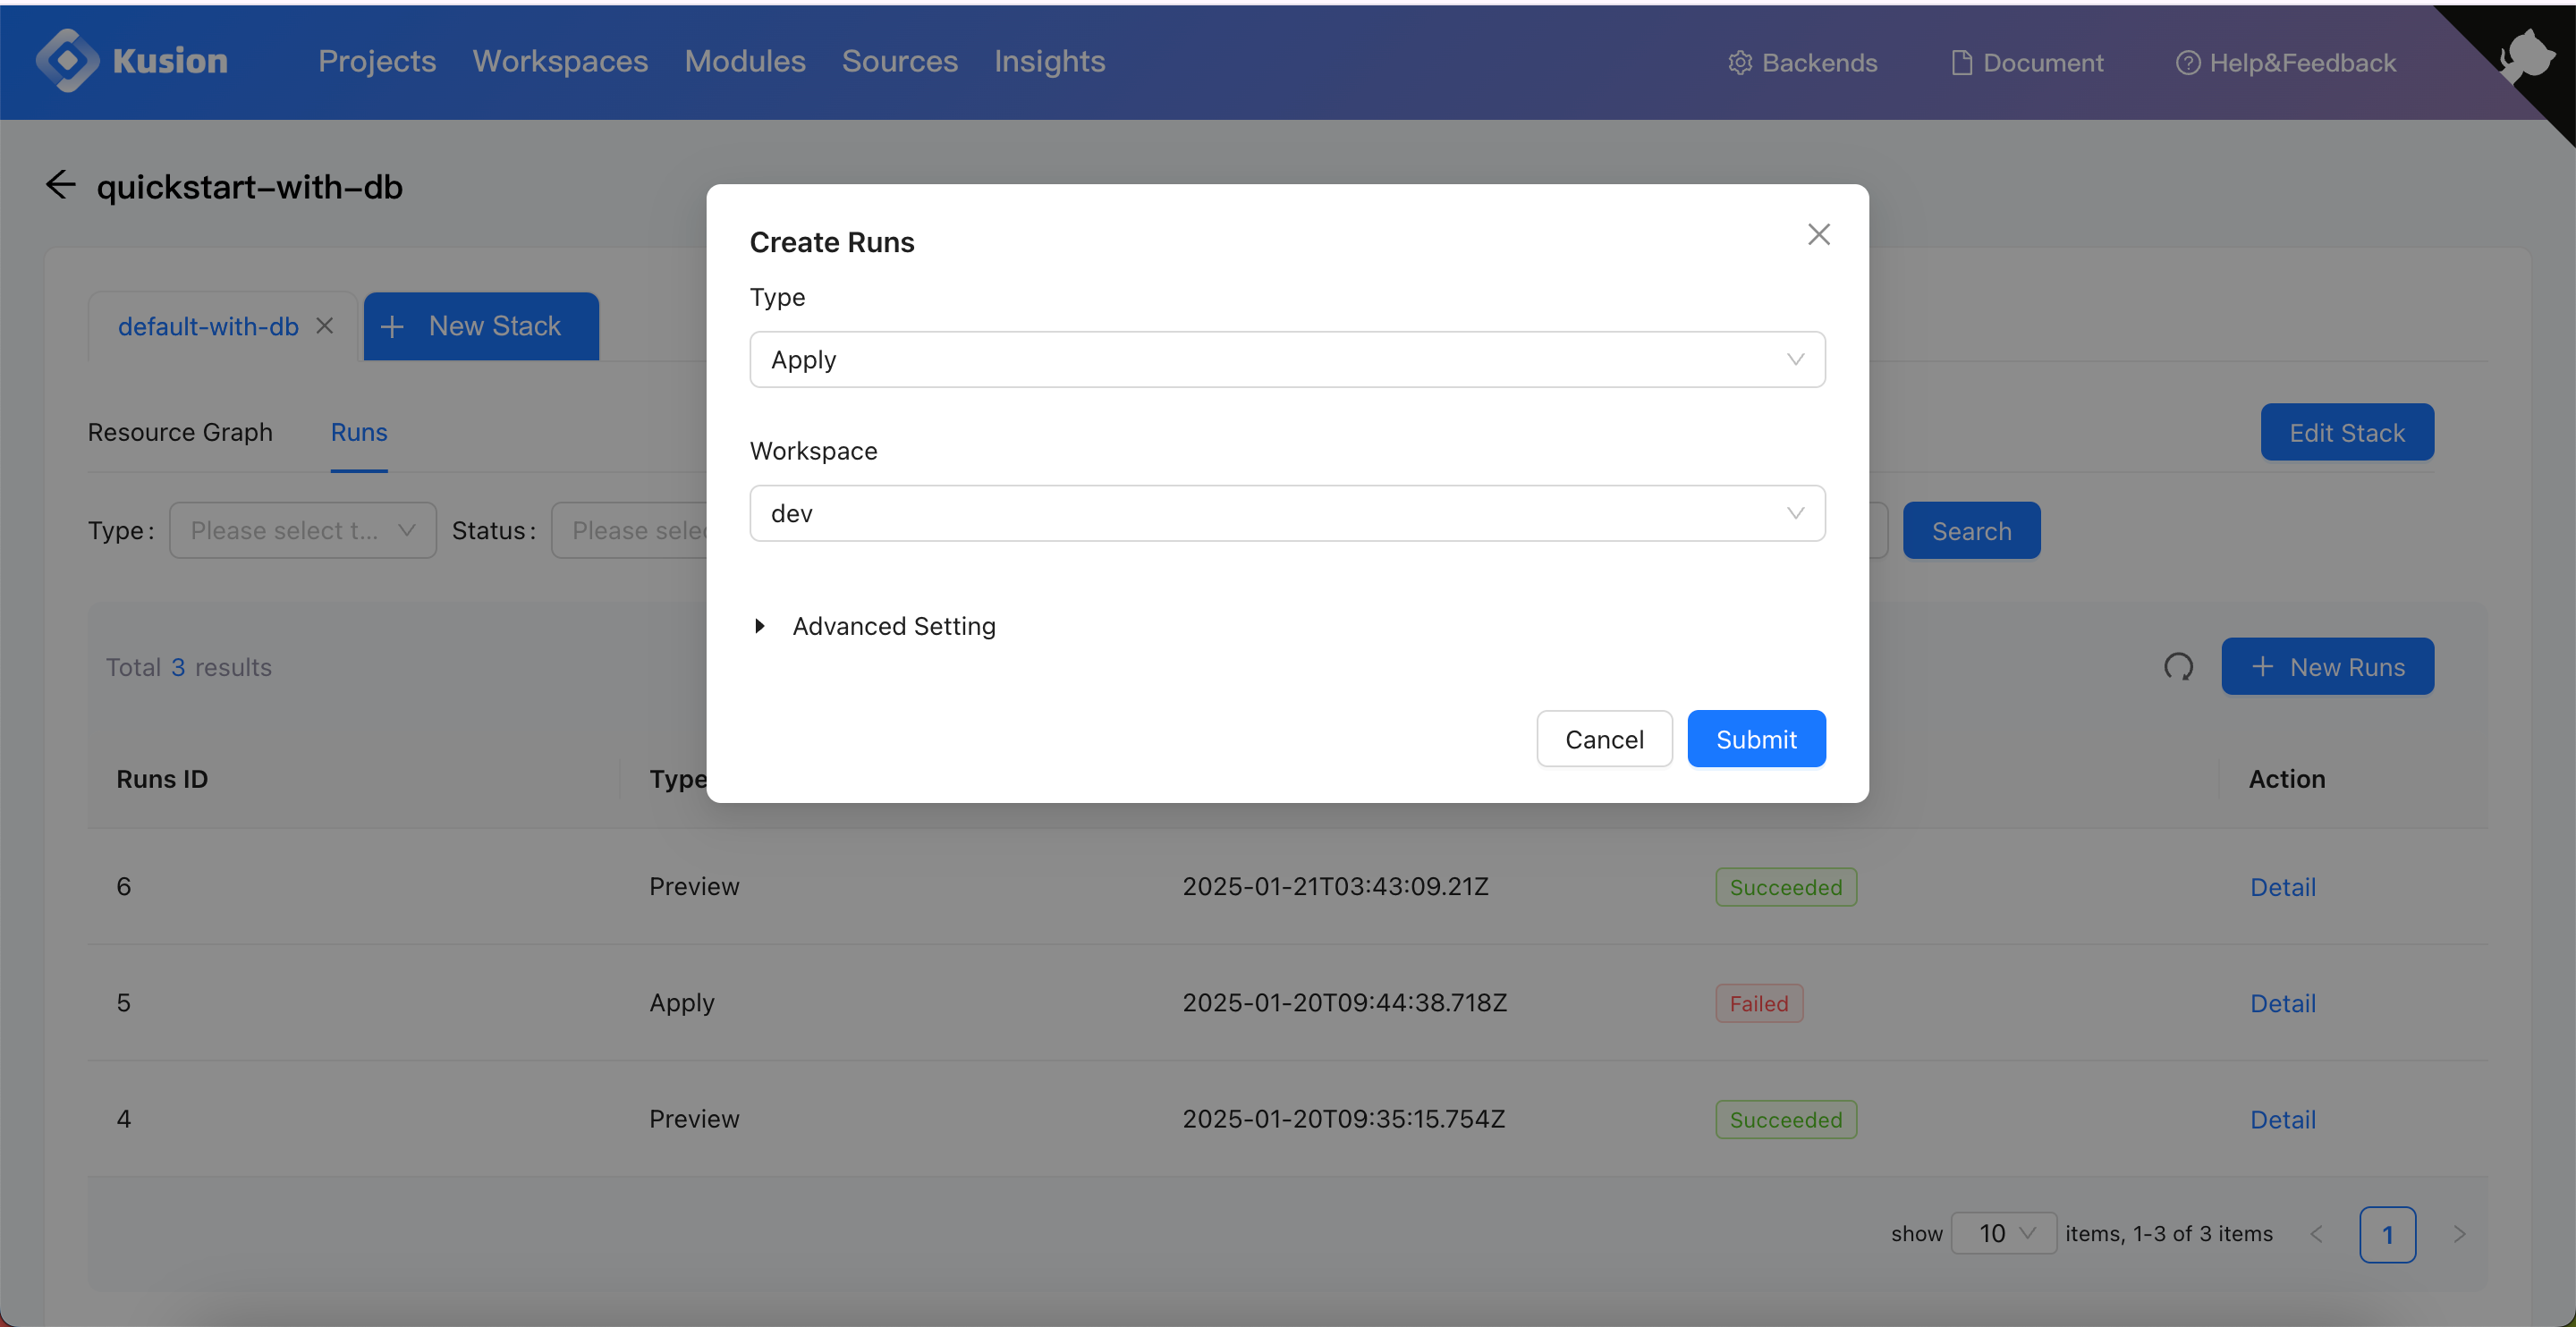 Kusion Projects Workspaces Modules Sources Insights Backends Document Help&Feedback
quickstart-with-db
default-with-db + New Stack
Resource Graph Runs Edit Stack
Type : Please select t... Status : Please selec Search
Total 3 results + New Runs
Runs ID Type Action
6 Preview 2025-01-21T03:43:09.21Z Succeeded Detail
5 Apply 2025-01-20T09:44:38.718Z Failed Detail
4 Preview 2025-01-20T09:35:15.754Z Succeeded Detail
show 10 items, 1-3 of 3 items < 1 >
Create Runs
Type
Apply
Workspace
dev
Advanced Setting
Cancel Submit